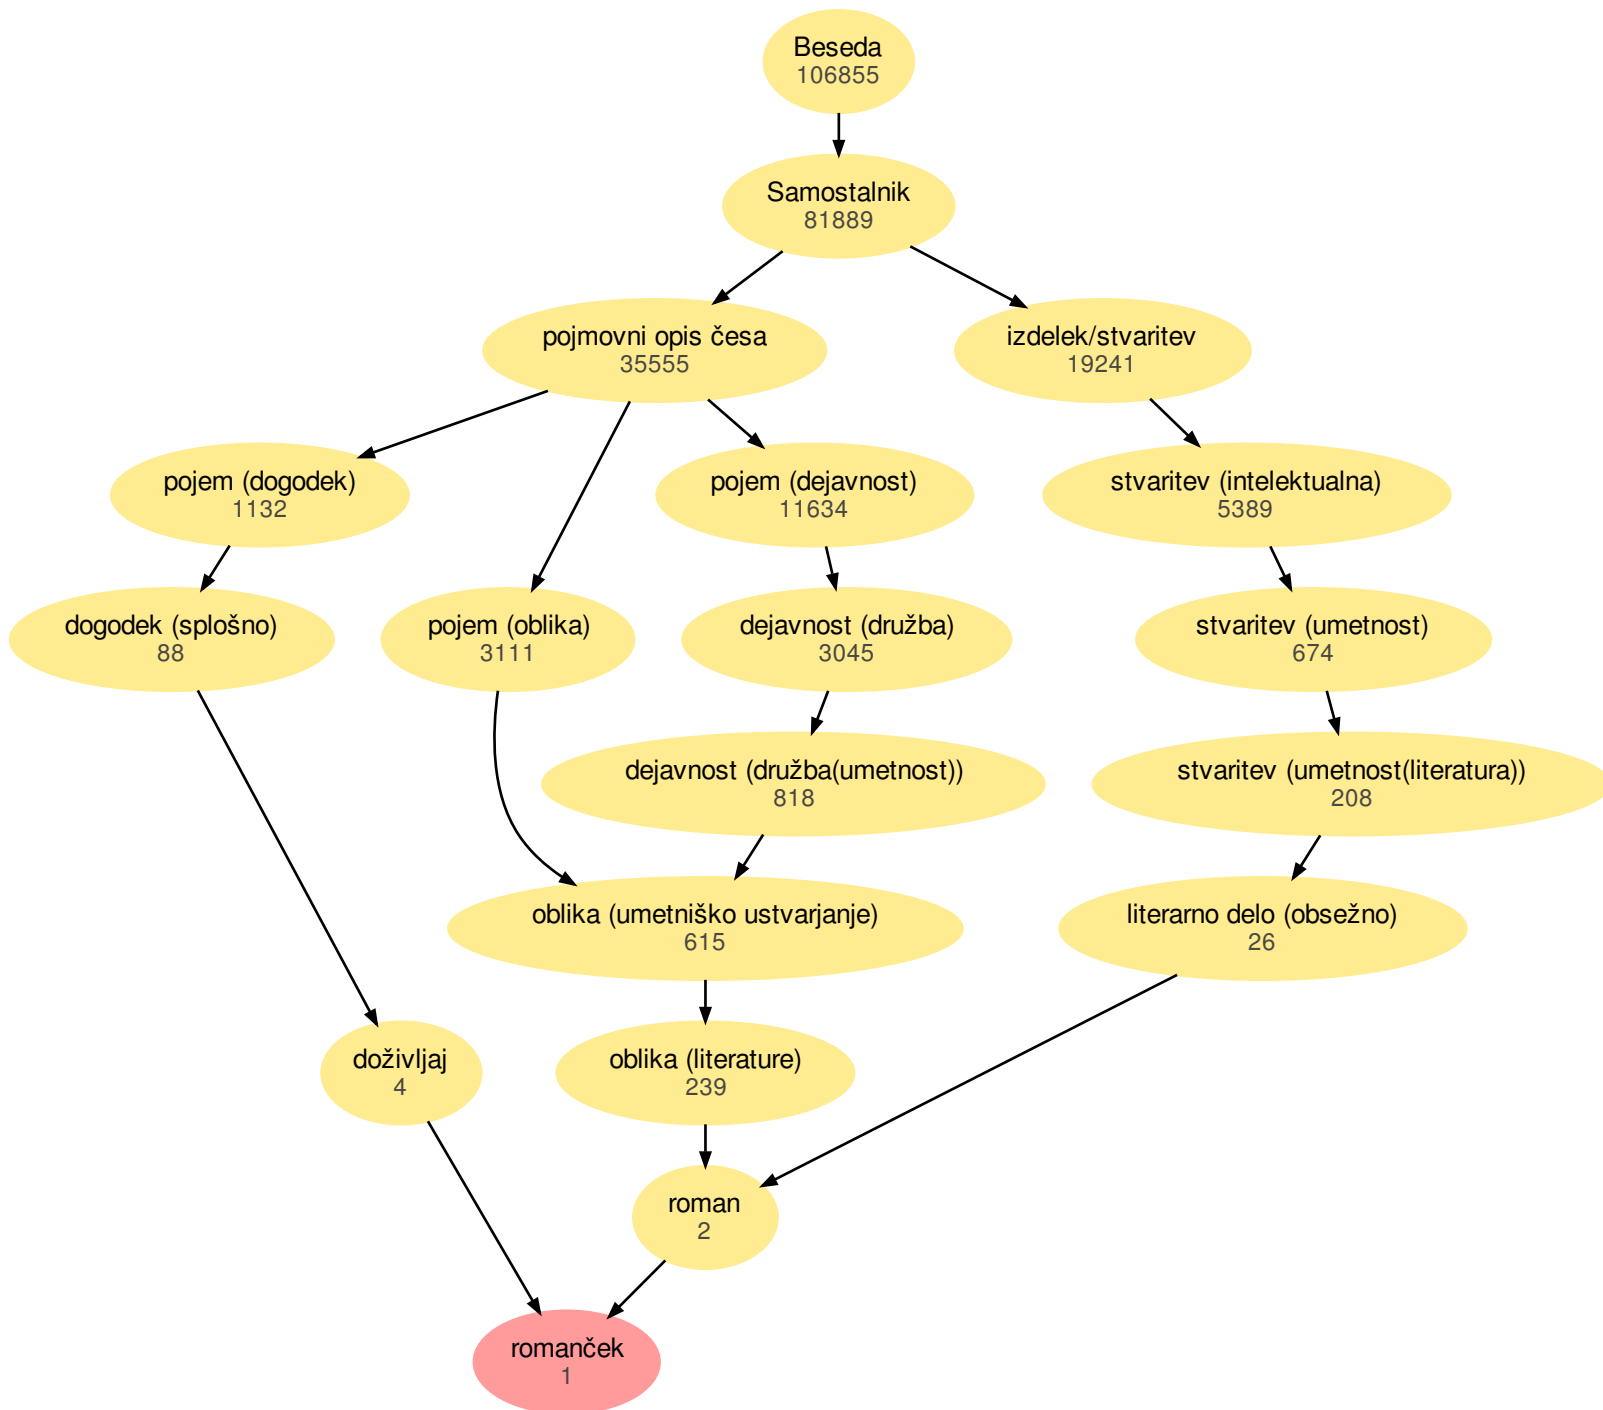 Beseda
106855
Samostalnik
81889
pojmovni opis česa
35555
izdelek/stvaritev
19241
pojem (dogodek)
1132
pojem (dejavnost)
11634
stvaritev (intelektualna)
5389
dogodek (splošno)
88
pojem (oblika)
3111
dejavnost (družba)
3045
stvaritev (umetnost)
674
dejavnost (družba(umetnost))
818
stvaritev (umetnost(literatura))
208
oblika (umetniško ustvarjanje)
615
literarno delo (obsežno)
26
doživljaj
4
oblika (literature)
239
roman
2
romanček
1